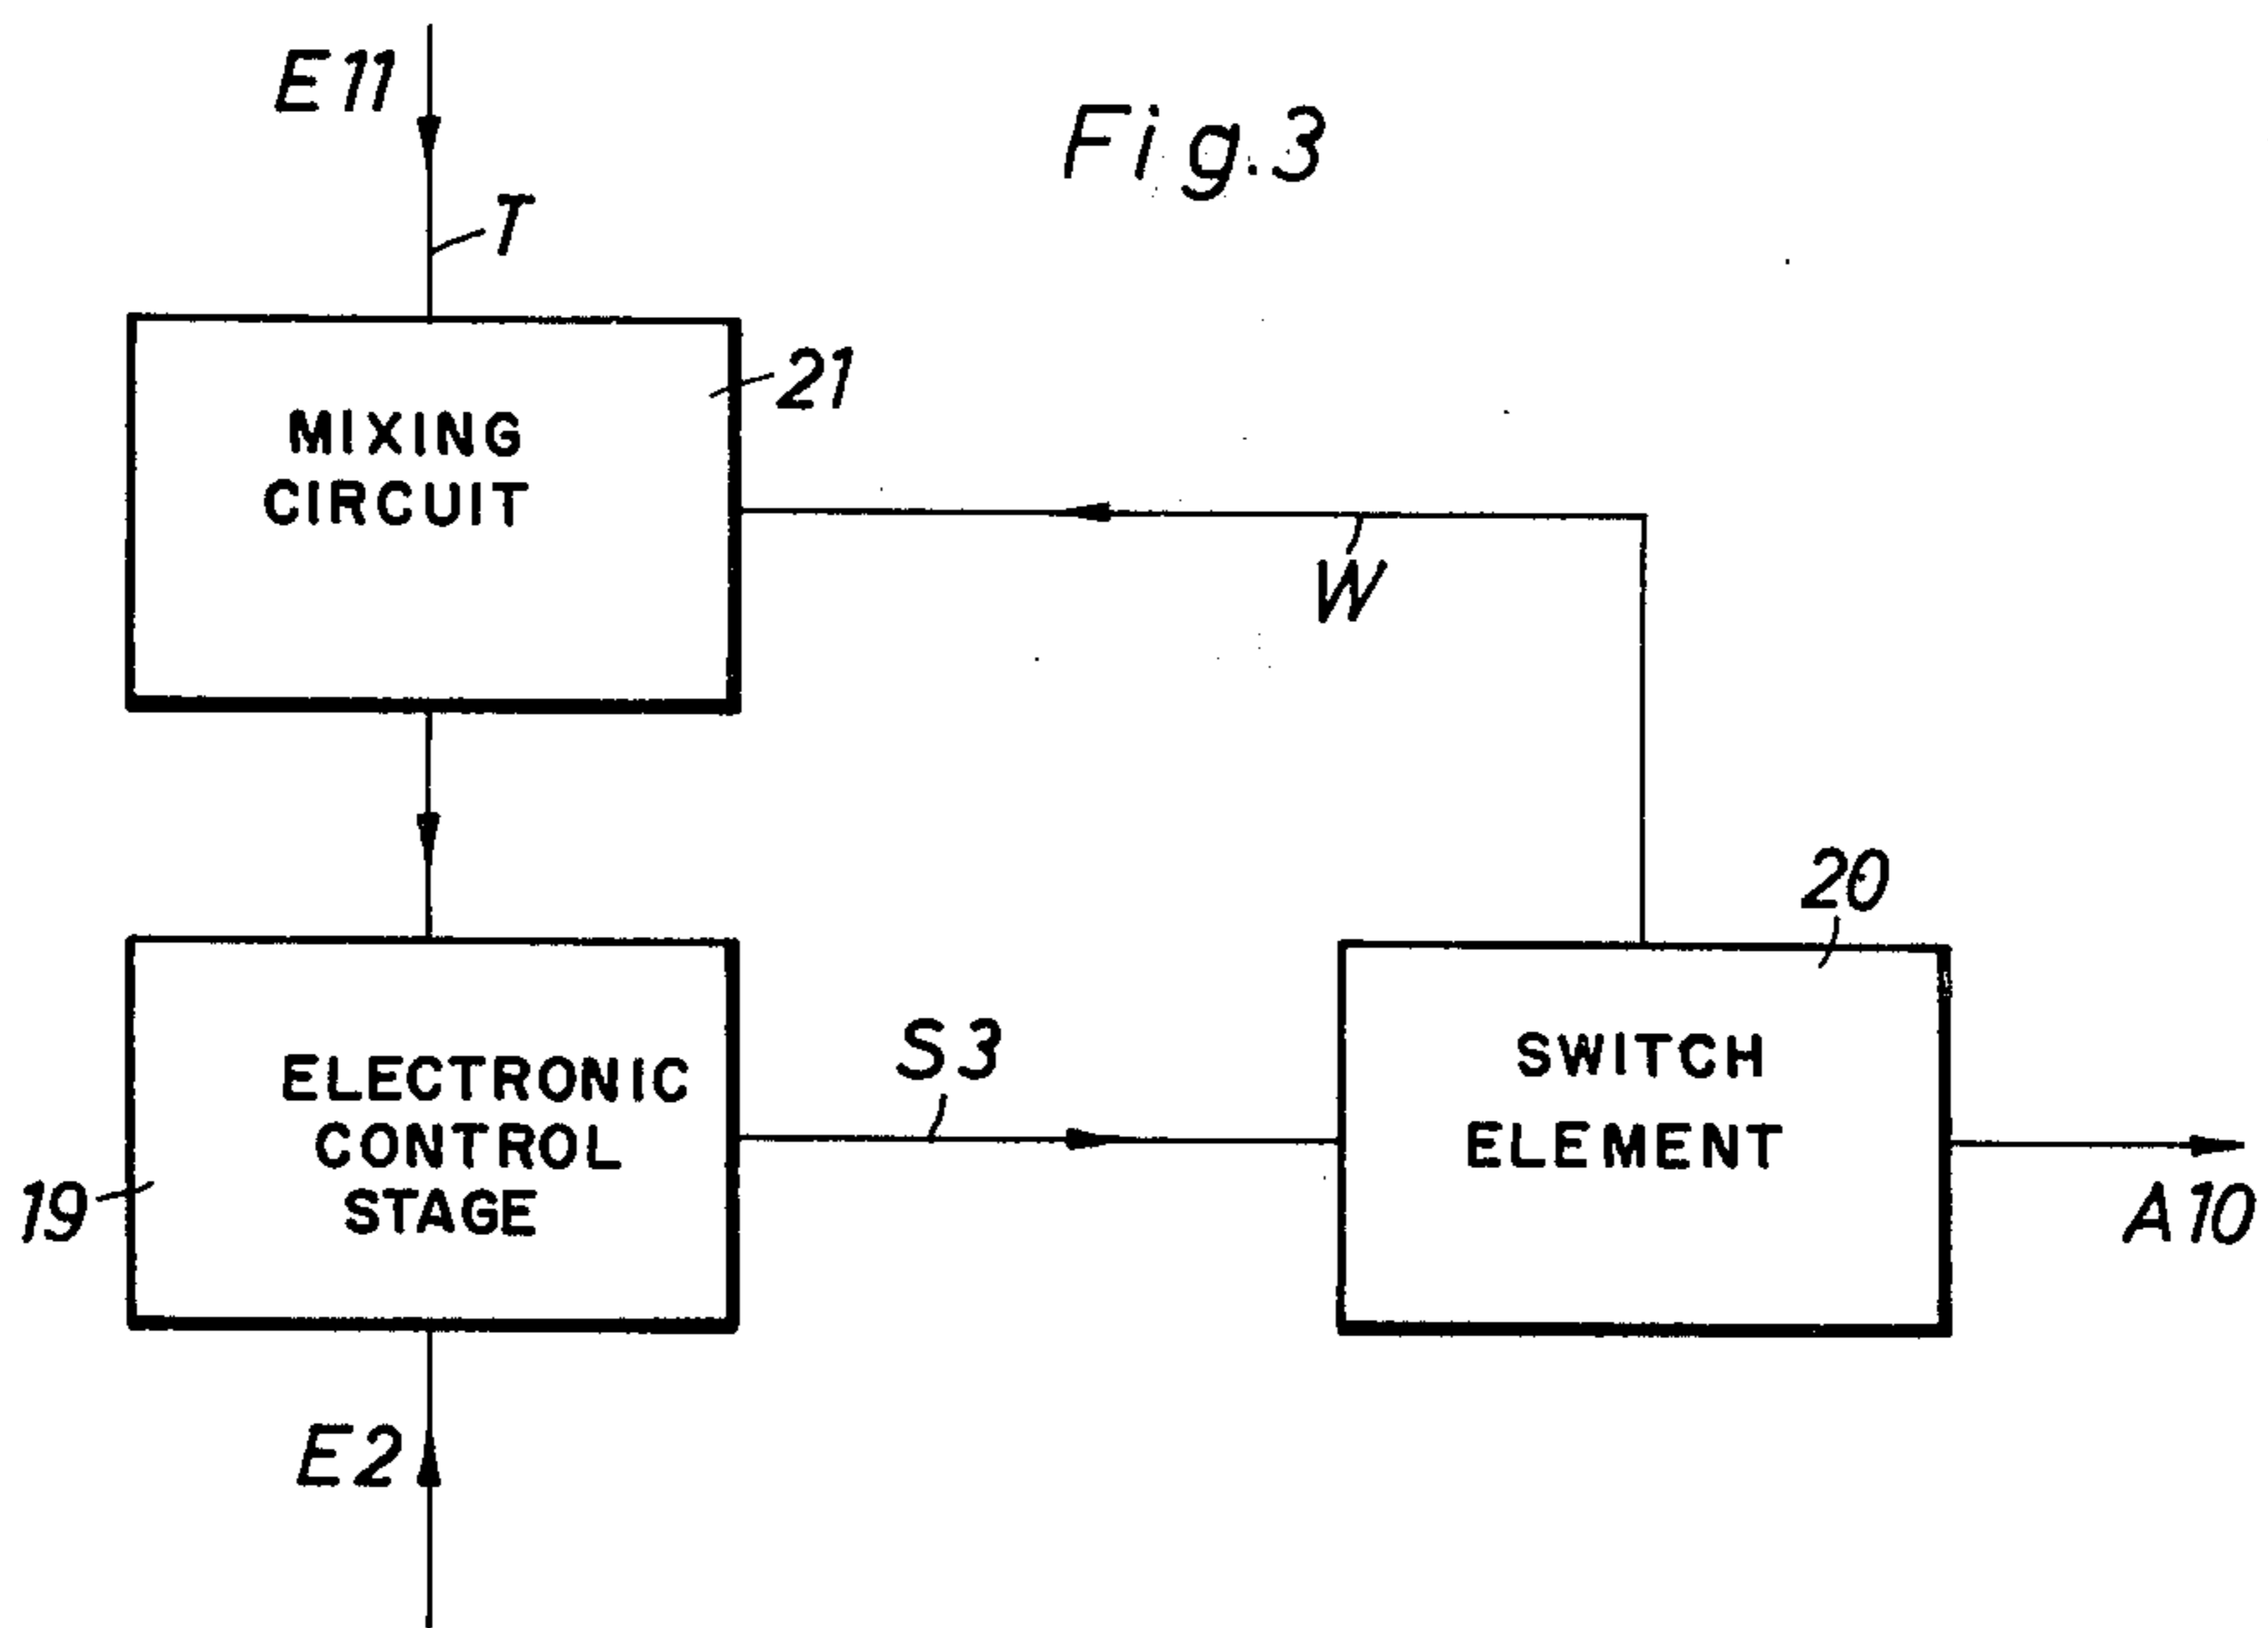 E11
Fig.3
T
21
MIXING
CIRCUIT
W
20
S3
SWITCH
ELEMENT
ELECTRONIC
CONTROL
STAGE
19
A10
E2